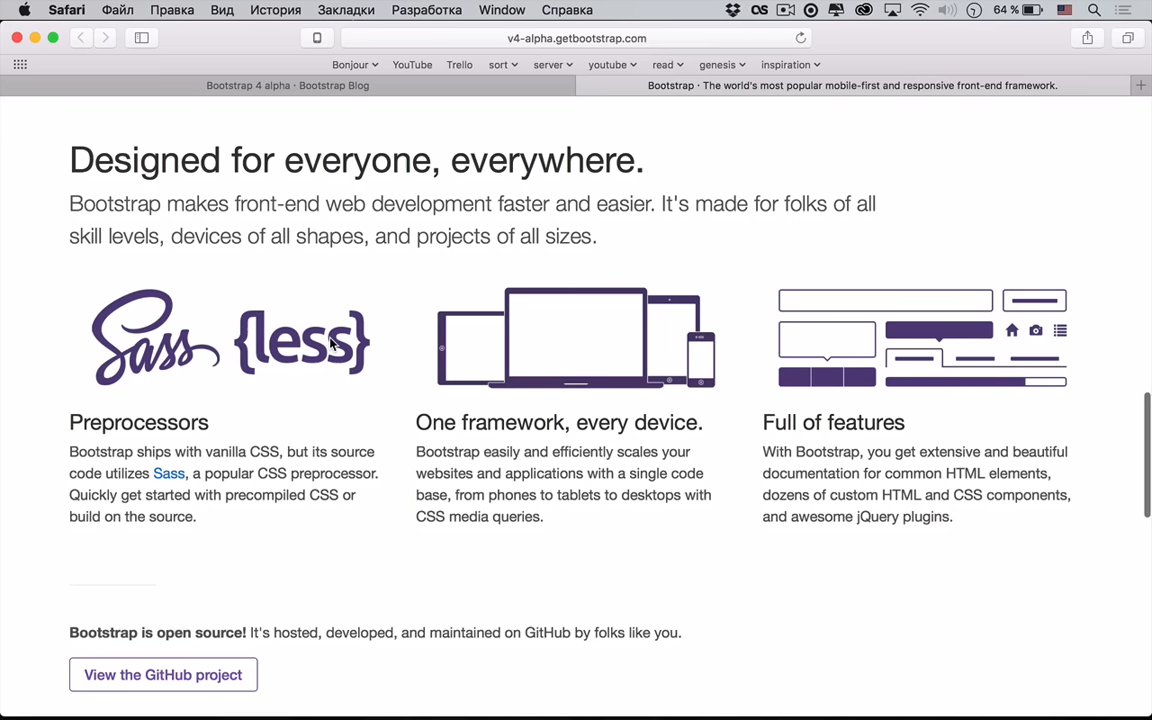 Safari Файл Правка Вид История Закладки Разработка Window Справка 64 %
v4-alpha.getbootstrap.com
Bonjour YouTube Trello sort server youtube read genesis inspiration
Bootstrap 4 alpha · Bootstrap Blog Bootstrap · The world's most popular mobile-first and responsive front-end framework.
Designed for everyone, everywhere.
Bootstrap makes front-end web development faster and easier. It's made for folks of all
skill levels, devices of all shapes, and projects of all sizes.
Sass {less}
Preprocessors
Bootstrap ships with vanilla CSS, but its source
code utilizes Sass, a popular CSS preprocessor.
Quickly get started with precompiled CSS or
build on the source.
One framework, every device.
Bootstrap easily and efficiently scales your
websites and applications with a single code
base, from phones to tablets to desktops with
CSS media queries.
Full of features
With Bootstrap, you get extensive and beautiful
documentation for common HTML elements,
dozens of custom HTML and CSS components,
and awesome jQuery plugins.
Bootstrap is open source! It's hosted, developed, and maintained on GitHub by folks like you.
View the GitHub project